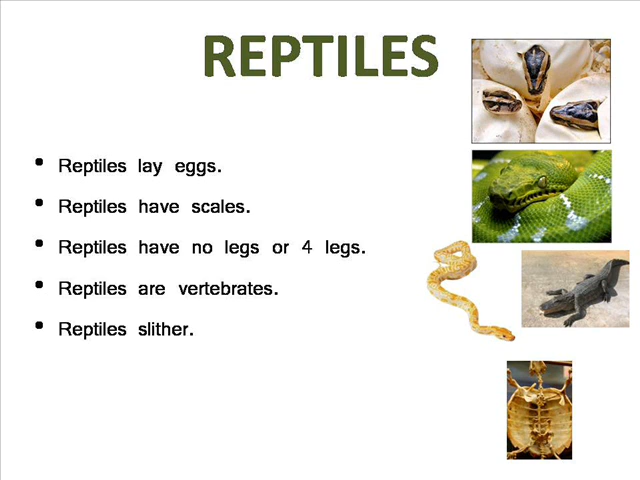 REPTILES
• Reptiles lay eggs.
• Reptiles have scales.
• Reptiles have no legs or 4 legs.
• Reptiles are vertebrates.
• Reptiles slither.